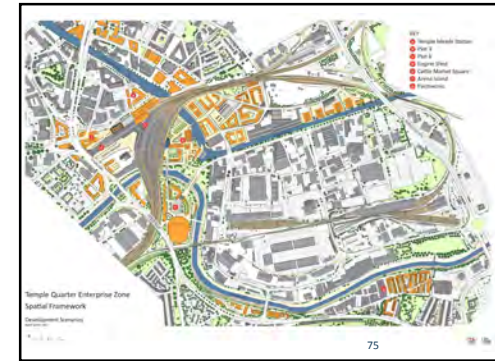 KEY
Temple Meads Station
Plot 3
Plot 6
Engine Shed
Cattle Market Square
Arena Island
Paintworks
Temple Quarter Enterprise Zone
Spatial Framework
Development Scenarios
75